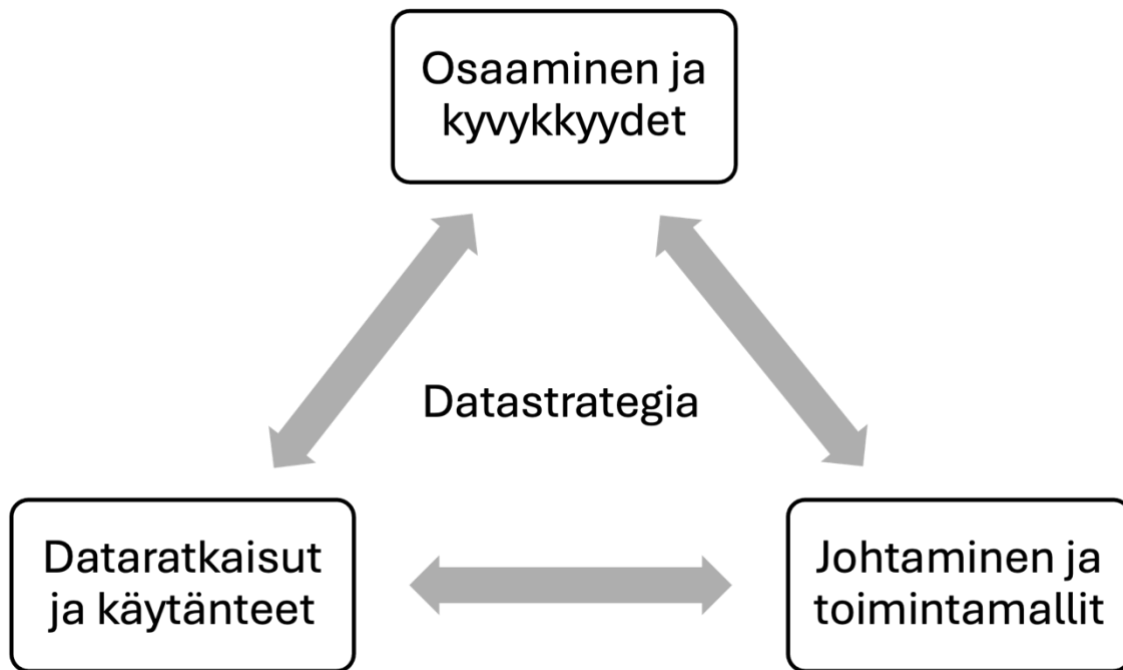 Osaaminen ja
kyvykkyydet
Datastrategia
Dataratkaisut
ja käytänteet
Johtaminen ja
toimintamallit